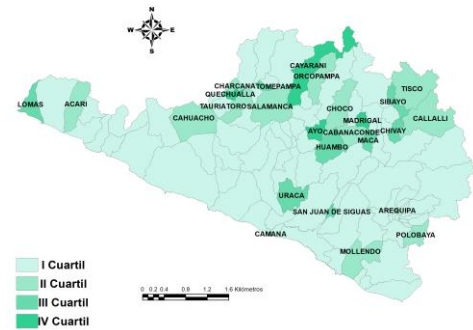 N
W E
S
CAYARANI
ORCOPAMPA
CHARCANA TOMEPAMPA
QUECHUALLA
TAURIA TORO SALAMANCA
CAHUACHO
LOMAS
ACARI
TISCO
SIBAYO
CHOCO
CALLALLI
MADRIGAL
AYO CABANACONDE CHIVAY
MACA
HUAMBO
URACA
SAN JUAN DE SIGUAS
AREQUIPA
CAMANA
POLOBAYA
MOLLENDO
I Cuartil
II Cuartil
III Cuartil
IV Cuartil
0 0.2 0.4 0.8 1.2 1.6 Kilómetros